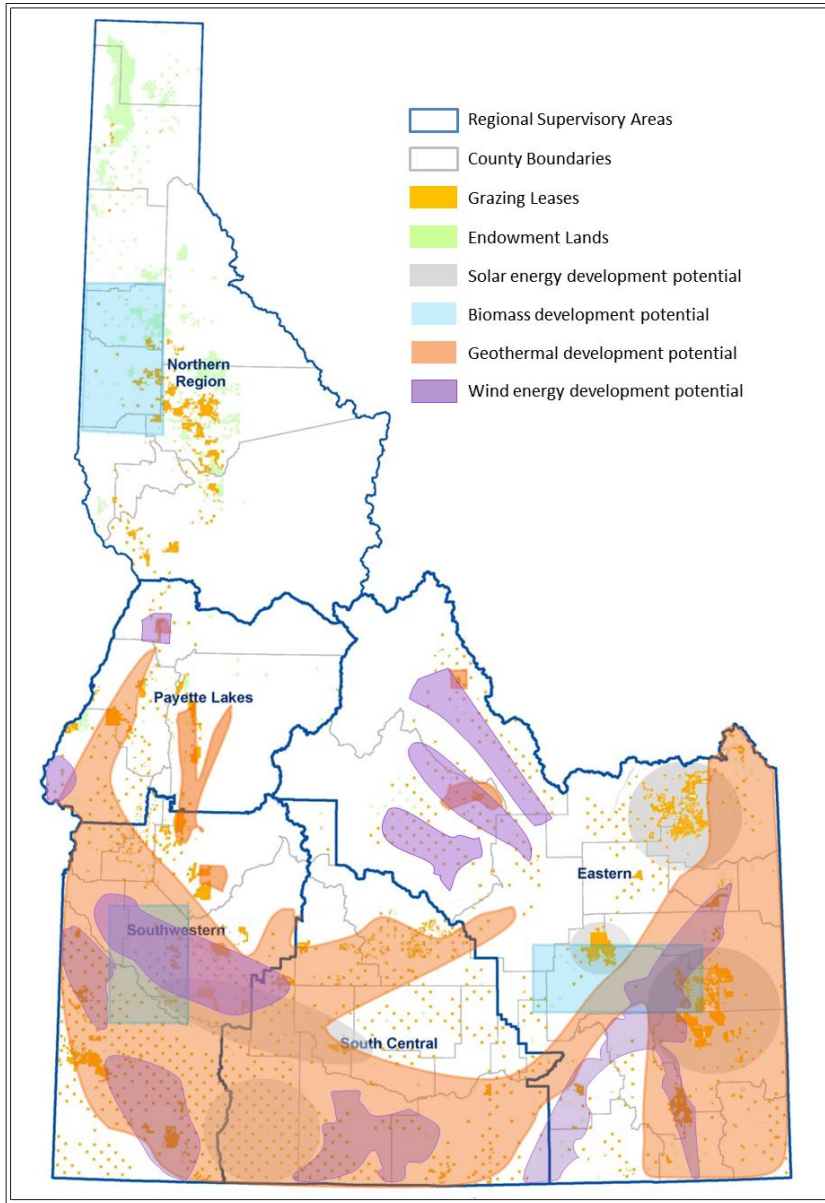 Regional Supervisory Areas
County Boundaries
Grazing Leases
Endowment Lands
Solar energy development potential
Biomass development potential
Geothermal development potential
Wind energy development potential
Northern
Region
Payette Lakes
Eastern
Southwestern
South Central